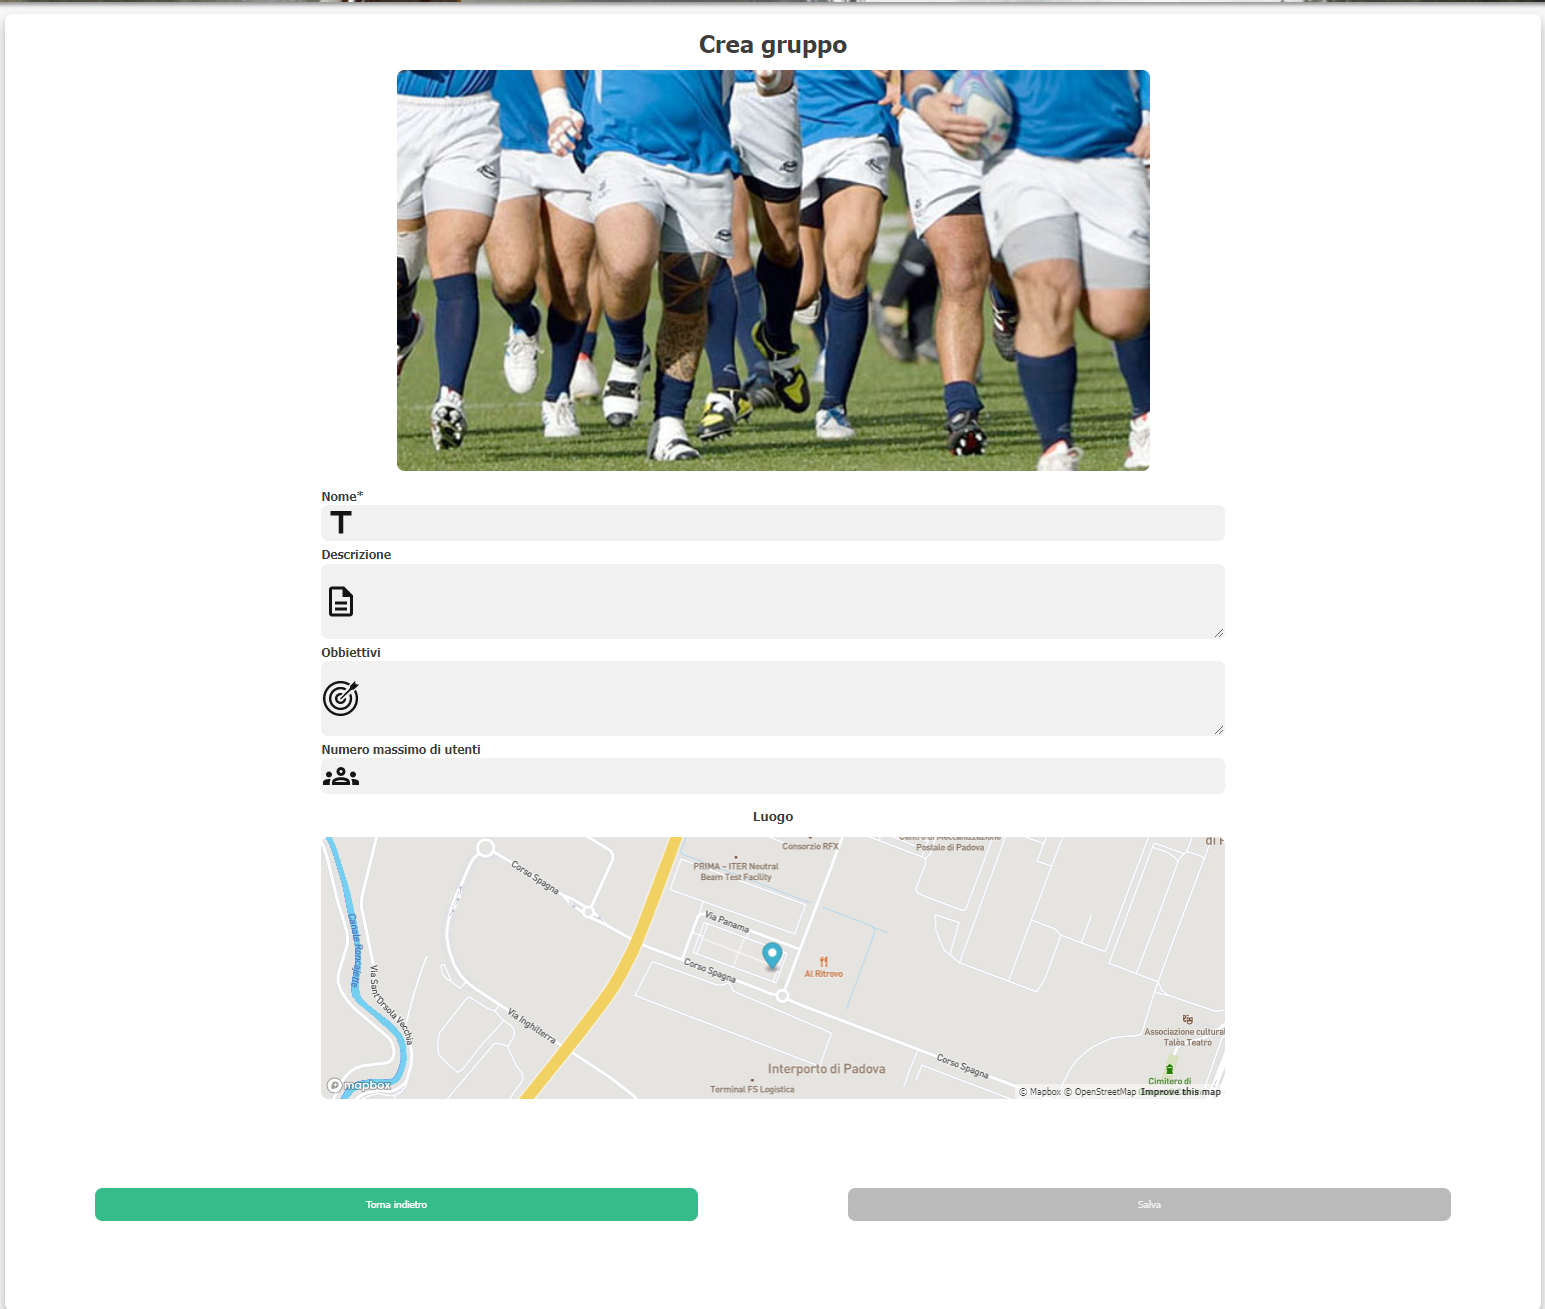 Crea gruppo
Nome*
T
Descrizione
Obbiettivi
Numero massimo di utenti
Luogo
Consorzio RFX
Centro di Meccanizzazione
Postale di Padova
PRIMA – ITER Neutral
Beam Test Facility
Corso Spagna
Via Panama
Canale Roncajette
Via Sant'Orsola Vecchia
Corso Spagna
Al Ritrovo
Via Inghilterra
Associazione cultural
Talèa Teatro
Interporto di Padova
Corso Spagna
Terminal FS Logistica
Cimitero di
mapbox
© Mapbox © OpenStreetMap Improve this map
Torna indietro
Salva